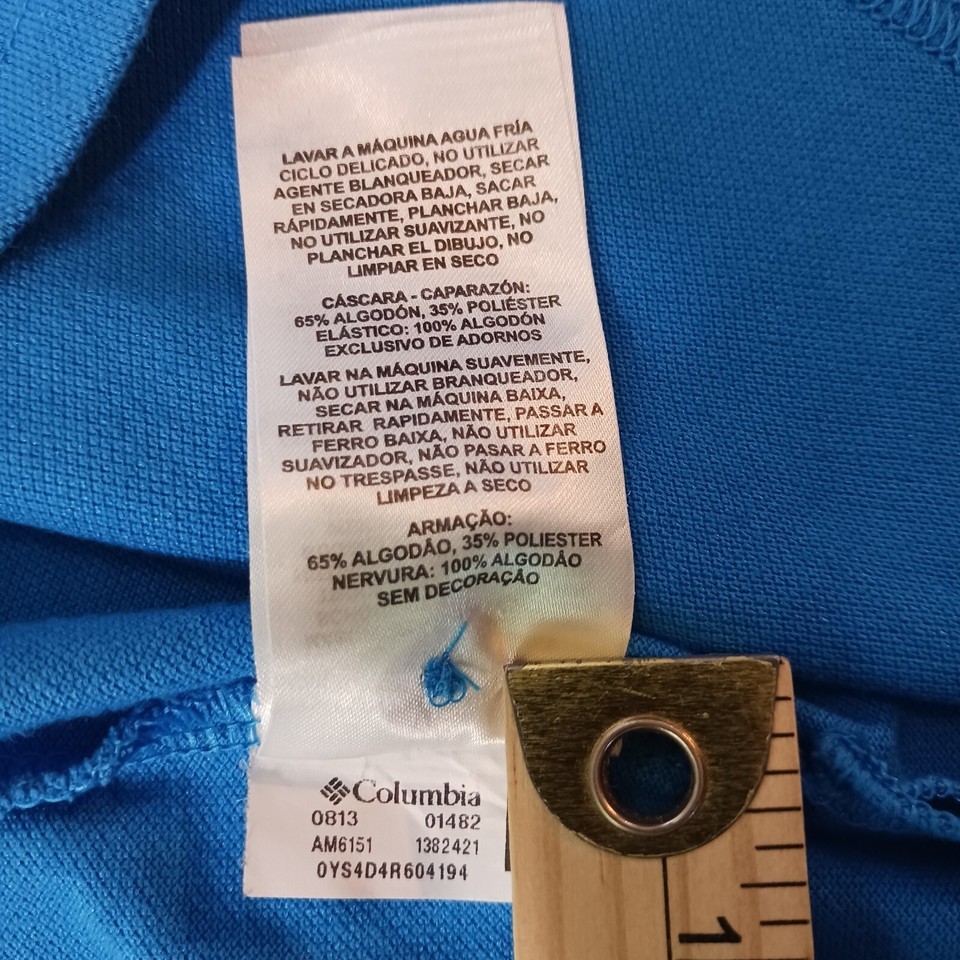 LAVAR A MÁQUINA AGUA FRÍA
CICLO DELICADO, NO UTILIZAR
AGENTE BLANQUEADOR, SECAR
EN SECADORA BAJA, SACAR
RÁPIDAMENTE, PLANCHAR BAJA,
NO UTILIZAR SUAVIZANTE, NO
PLANCHAR EL DIBUJO, NO
LIMPIAR EN SECO
CÁSCARA - CAPARAZÓN:
65% ALGODÓN, 35% POLIÉSTER
ELÁSTICO: 100% ALGODÓN
EXCLUSIVO DE ADORNOS
LAVAR NA MÁQUINA SUAVEMENTE,
NÃO UTILIZAR BRANQUEADOR,
SECAR NA MÁQUINA BAIXA,
RETIRAR RAPIDAMENTE, PASSAR A
FERRO BAIXA, NÃO UTILIZAR
SUAVIZADOR, NÃO PASAR A FERRO
NO TRESPASSE, NÃO UTILIZAR
LIMPEZA A SECO
ARMAÇÃO:
65% ALGODÂO, 35% POLIESTER
NERVURA: 100% ALGODÂO
SEM DECORAÇÃO
Columbia
0813 01482
AM6151 1382421
0YS4D4R604194
1